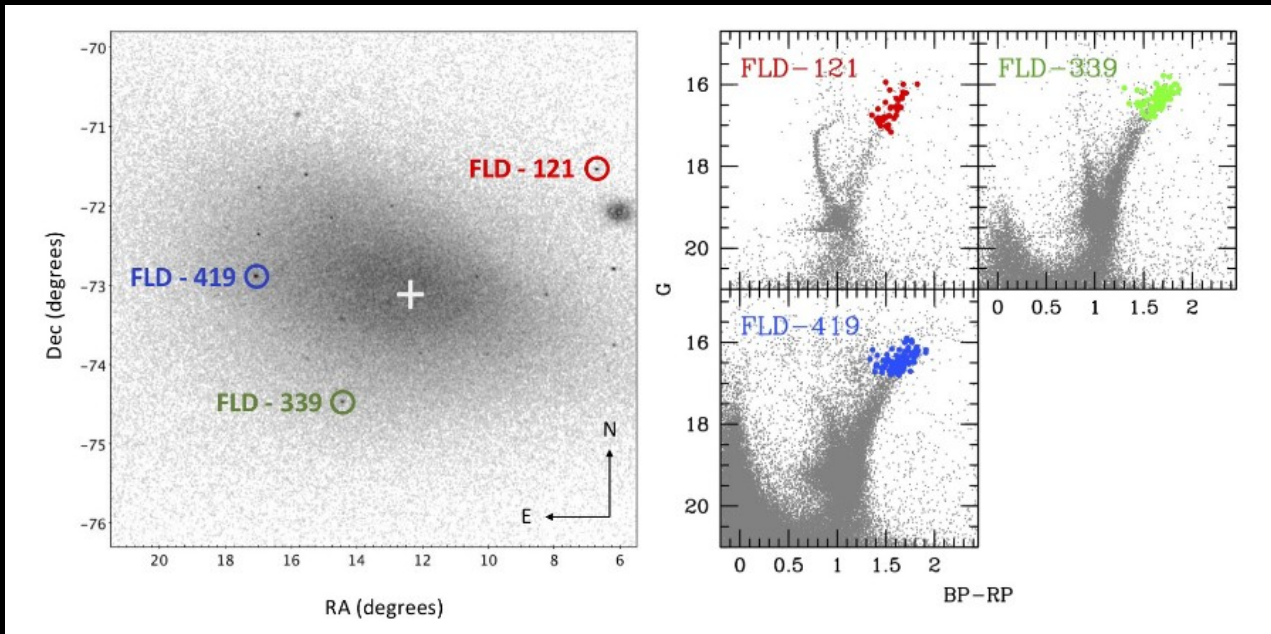 −70
−71
−72
−73
−74
−75
−76
Dec (degrees)
FLD - 121
FLD - 419
FLD - 339
N
E
20 18 16 14 12 10 8 6
RA (degrees)
FLD−121
FLD−339
16
18
20
G
0 0.5 1 1.5 2
FLD−419
16
18
20
0 0.5 1 1.5 2
BP−RP